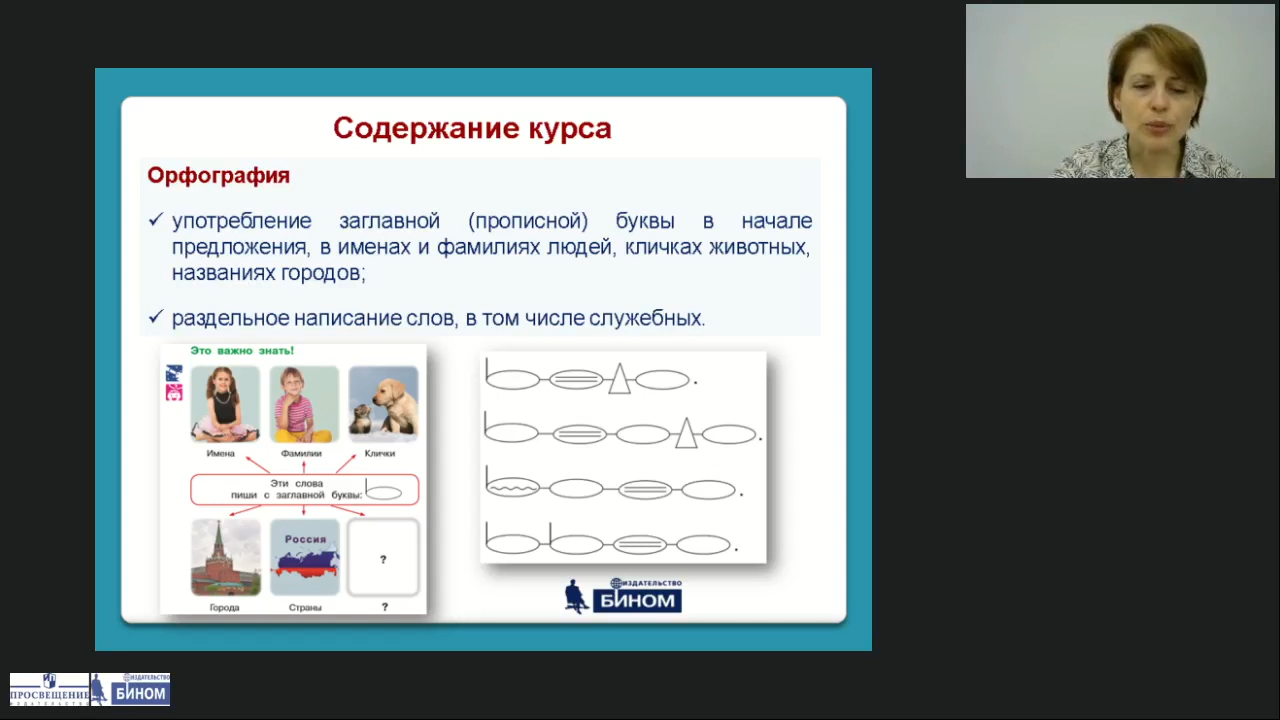 Содержание курса
Орфография
употребление заглавной (прописной) буквы в начале
предложения, в именах и фамилиях людей, кличках животных,
названиях городов;
раздельное написание слов, в том числе служебных.
Это важно знать!
Имена Фамилии Клички
Эти слова
пиши с заглавной буквы:
Россия
?
Города Страны ?
ИЗДАТЕЛЬСТВО
БИНОМ
ПРОСВЕЩЕНИЕ
ИЗДАТЕЛЬСТВО
ИЗДАТЕЛЬСТВО
БИНОМ